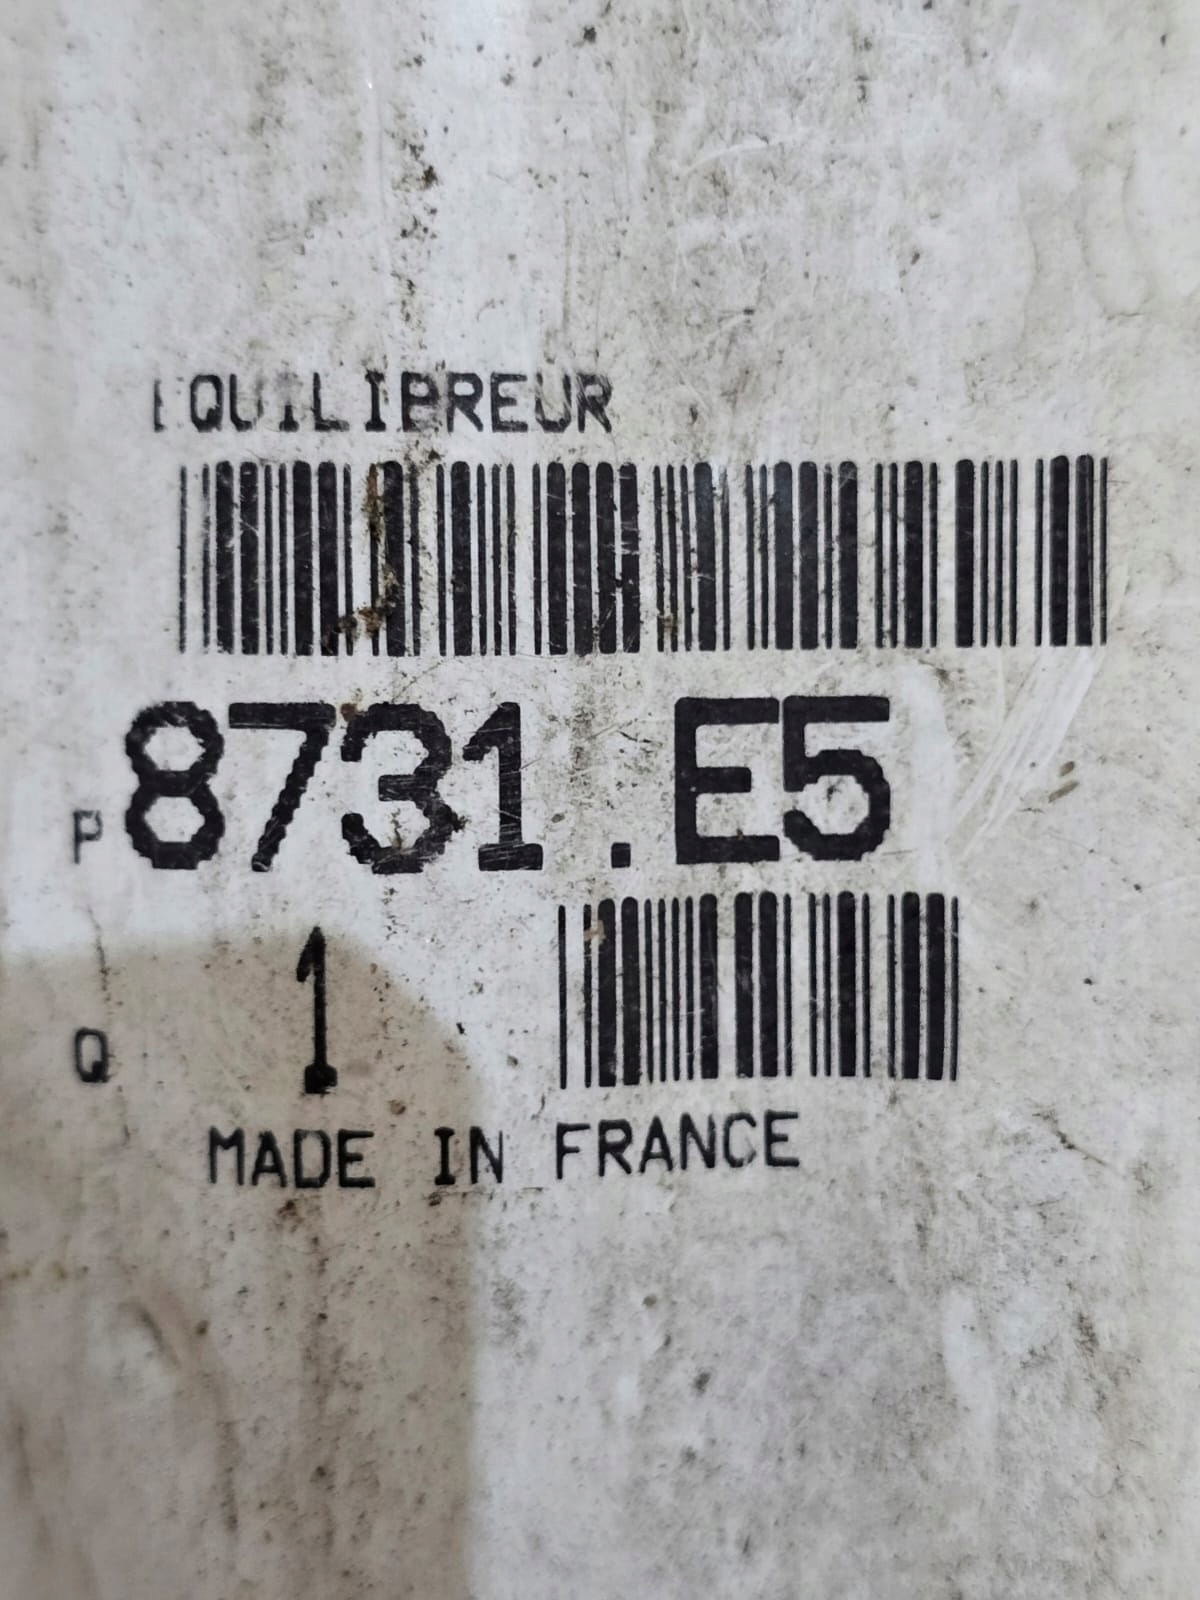 EQUILIBREUR
P 8731.E5
Q 1
MADE IN FRANCE